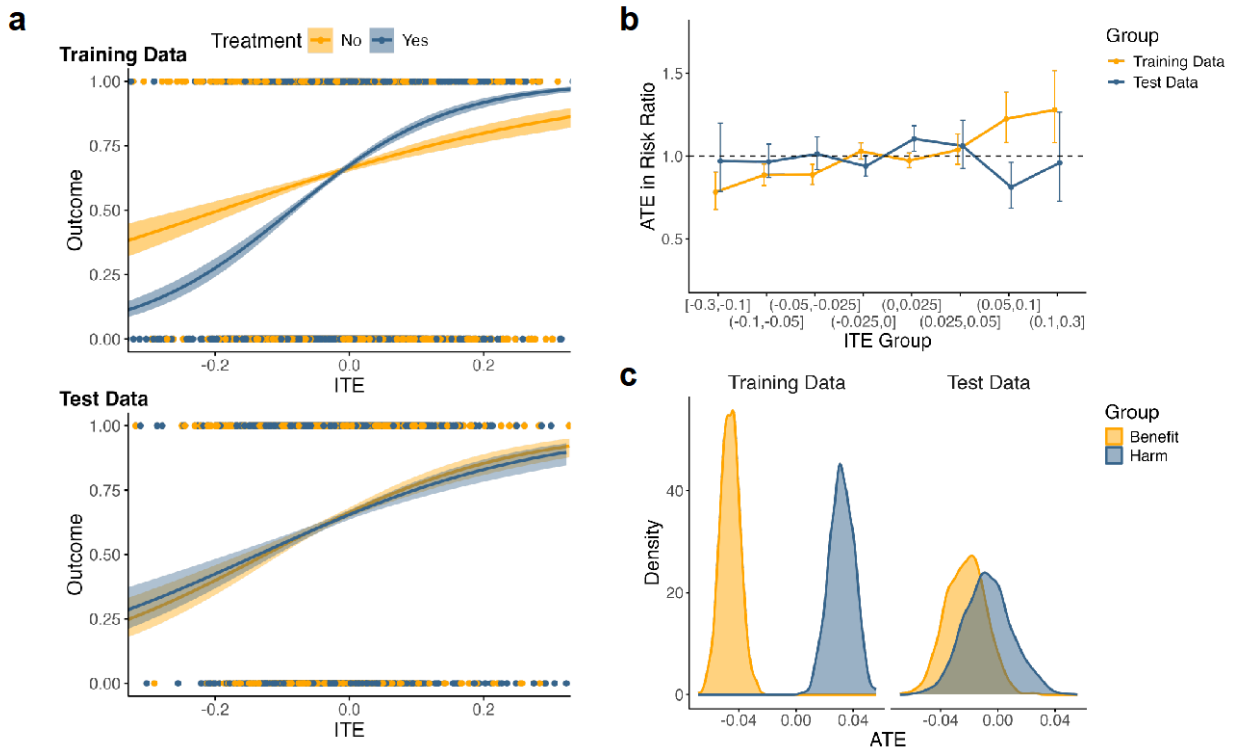 a
Treatment No Yes
Training Data
1.00
0.75
0.50
0.25
0.00
Outcome
-0.2 0.0 0.2
ITE
Test Data
1.00
0.75
0.50
0.25
0.00
Outcome
-0.2 0.0 0.2
ITE
b
1.5
1.0
0.5
ATE in Risk Ratio
[-0.3,-0.1] (-0.05,-0.025] (0,0.025] (0.05,0.1]
(-0.1,-0.05] (-0.025,0] (0.025,0.05] (0.1,0.3]
ITE Group
Group
Training Data
Test Data
c
Training Data Test Data
40
20
0
Density
-0.04 0.00 0.04 -0.04 0.00 0.04
ATE
Group
Benefit
Harm